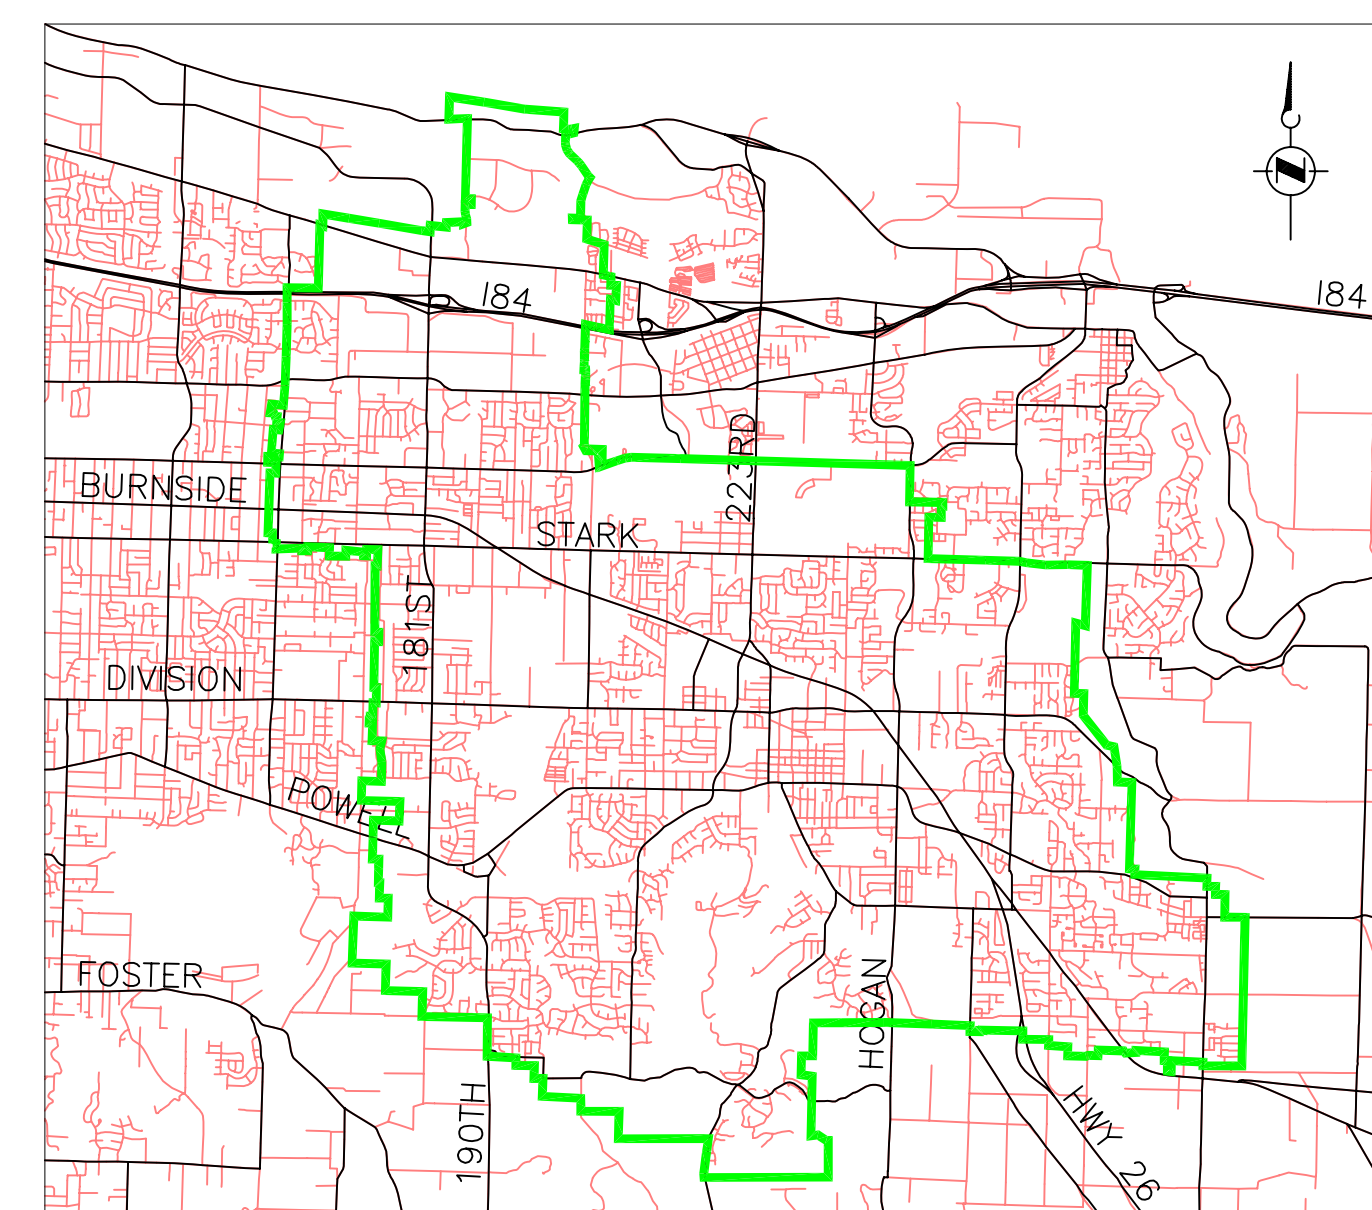 I84
I84
223RD
BURNSIDE
STARK
181ST
DIVISION
POWELL
FOSTER
HOGAN
190TH
HWY 26
N